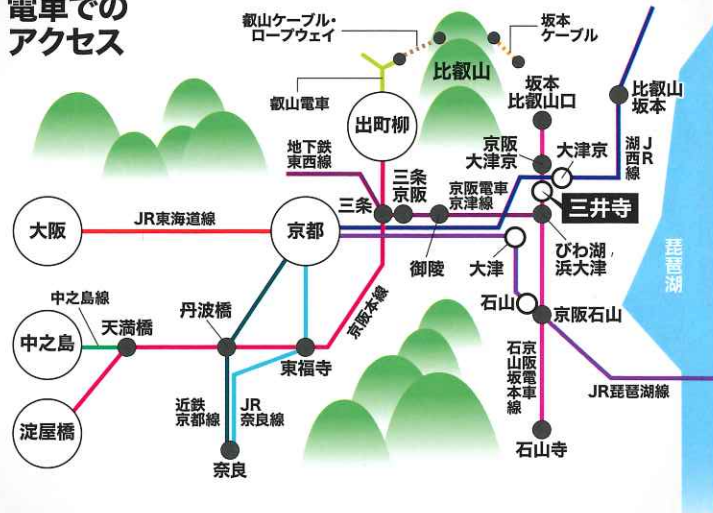 電車での
アクセス
叡山ケーブル・
ロープウェイ
坂本
ケーブル
比叡山
叡山電車
坂本
比叡山口
比叡山
坂本
出町柳
地下鉄
東西線
京阪
大津京
大津京
JR
湖西線
三条
三条
京阪
京阪電車
京津線
三井寺
大阪
JR東海道線
京都
御陵
大津
びわ湖
浜大津
琵琶湖
中之島線
天満橋
丹波橋
京阪本線
石山
京阪石山
中之島
東福寺
京阪電車
石山坂本線
JR琵琶湖線
近鉄
京都線
JR
奈良線
淀屋橋
奈良
石山寺